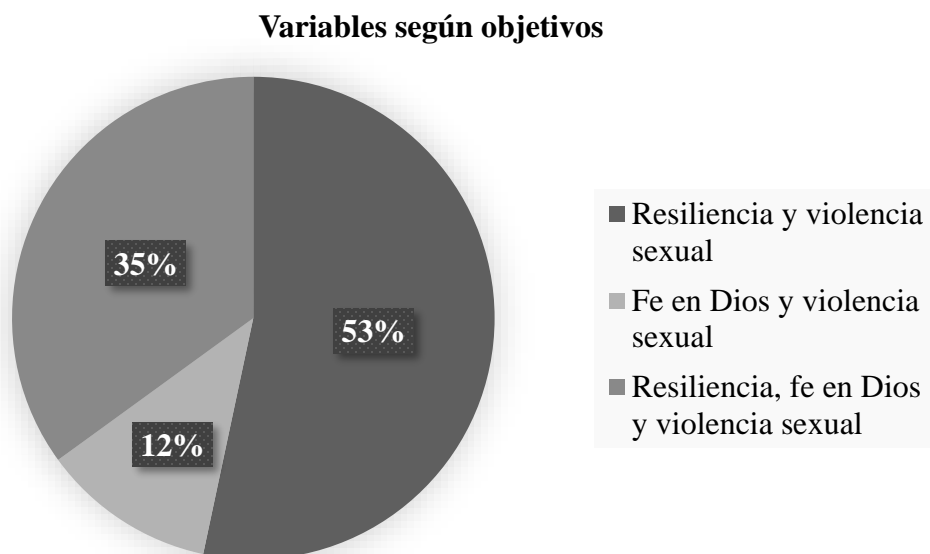 Variables según objetivos
35%
53%
12%
Resiliencia y violencia
sexual
Fe en Dios y violencia
sexual
Resiliencia, fe en Dios
y violencia sexual